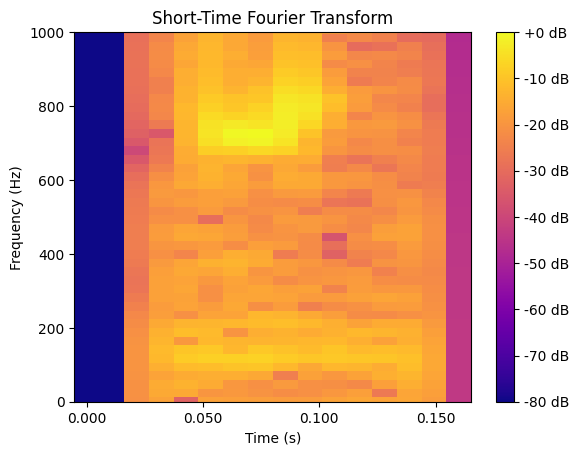 Short-Time Fourier Transform
Frequency (Hz)
1000
800
600
400
200
0
0.000
0.050
0.100
0.150
Time (s)
+0 dB
-10 dB
-20 dB
-30 dB
-40 dB
-50 dB
-60 dB
-70 dB
-80 dB